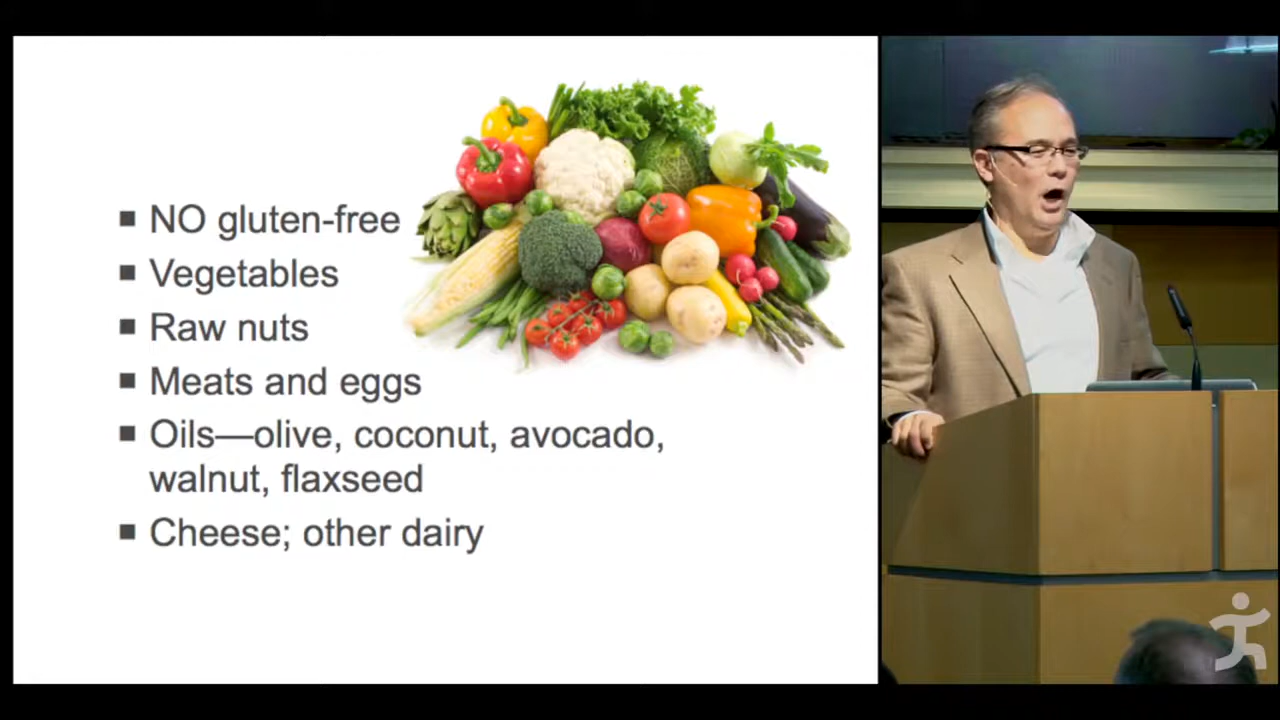 NO gluten-free
Vegetables
Raw nuts
Meats and eggs
Oils—olive, coconut, avocado,
walnut, flaxseed
Cheese; other dairy